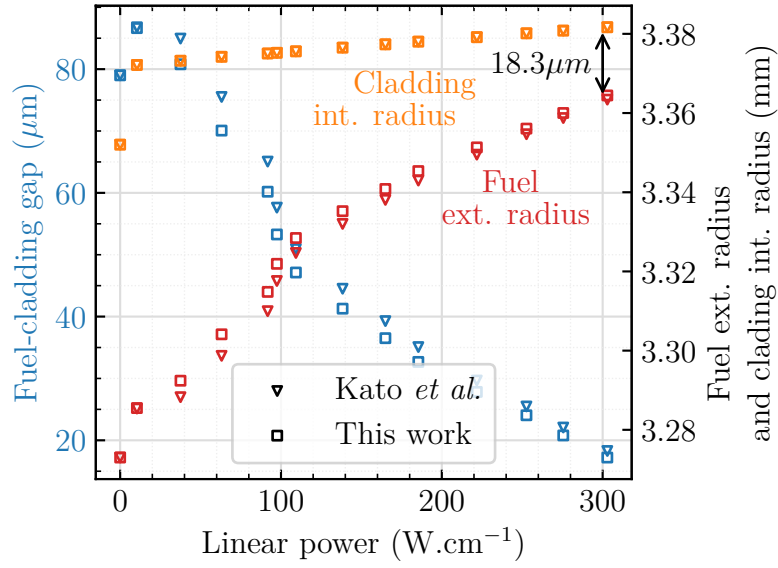 Fuel-cladding gap (μm)
80
60
40
20
0
100
200
300
Linear power (W.cm⁻¹)
3.38
3.36
3.34
3.32
3.30
3.28
Fuel ext. radius
and clading int. radius (mm)
18.3μm
Cladding
int. radius
Fuel
ext. radius
Kato et al.
This work